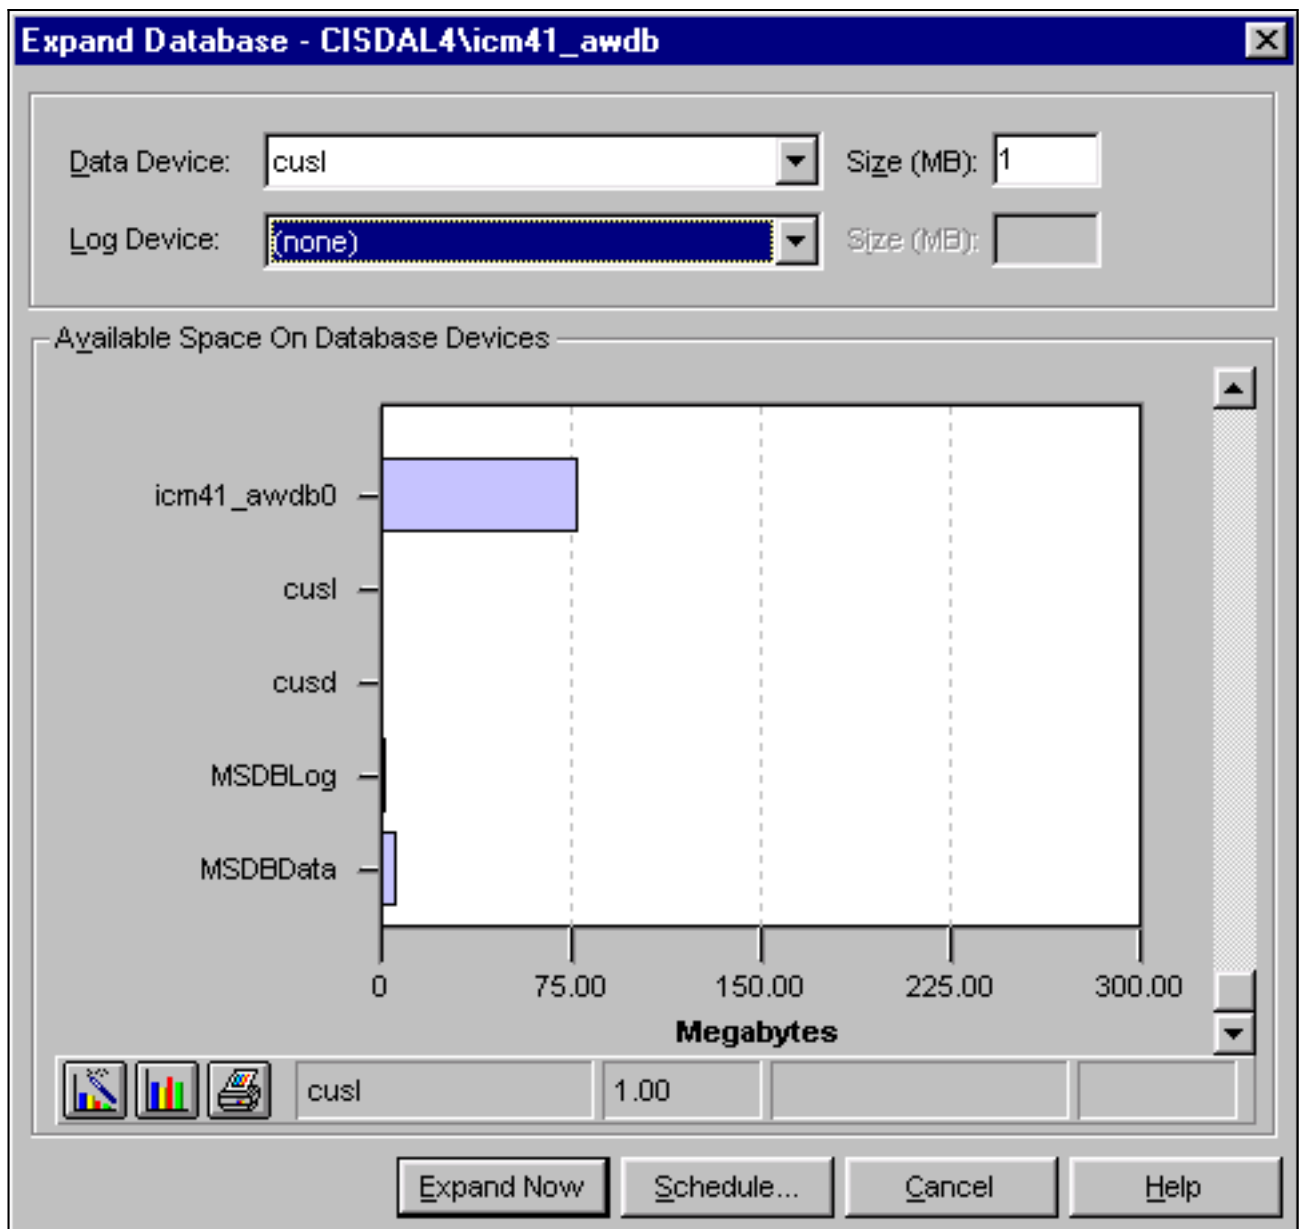 Expand Database - CISDAL4\icm41_awdb
Data Device: cusl Size (MB): 1
Log Device: (none) Size (MB):
Available Space On Database Devices
icm41_awdb0
cusl
cusd
MSDBLog
MSDBData
0 75.00 150.00 225.00 300.00
Megabytes
cusl 1.00
Expand Now Schedule... Cancel Help